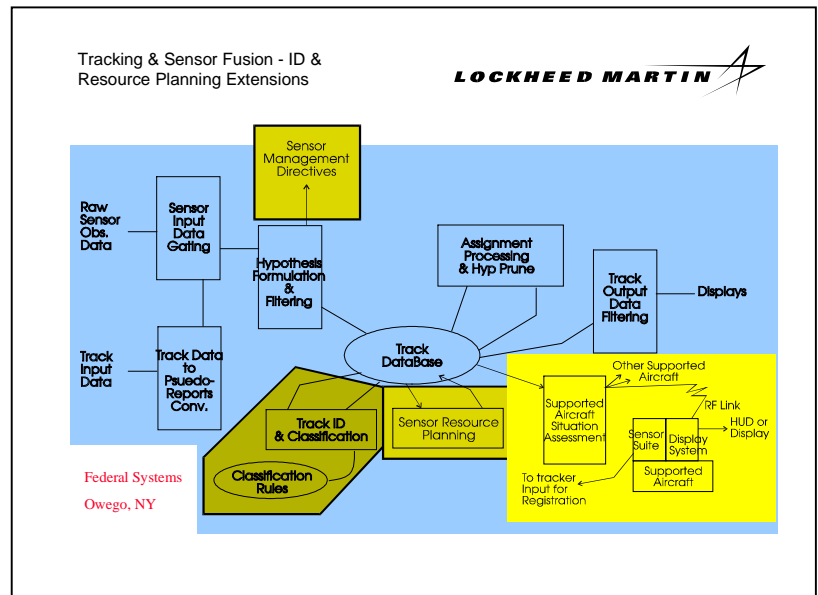 Tracking & Sensor Fusion - ID &
Resource Planning Extensions
LOCKHEED MARTIN
Sensor
Management
Directives
Raw
Sensor
Obs.
Data
Sensor
Input
Data
Gating
Hypothesis
Formulation
&
Filtering
Assignment
Processing
& Hyp Prune
Track
Output
Data
Filtering
Displays
Track
Input
Data
Track Data
to
Psuedo-
Reports
Conv.
Track
DataBase
Track ID
& Classification
Classification
Rules
Sensor Resource
Planning
Supported
Aircraft
Situation
Assessment
Other Supported
Aircraft
RF Link
HUD or
Display
Sensor
Suite
Display
System
Supported
Aircraft
To tracker
Input for
Registration
Federal Systems
Owego, NY